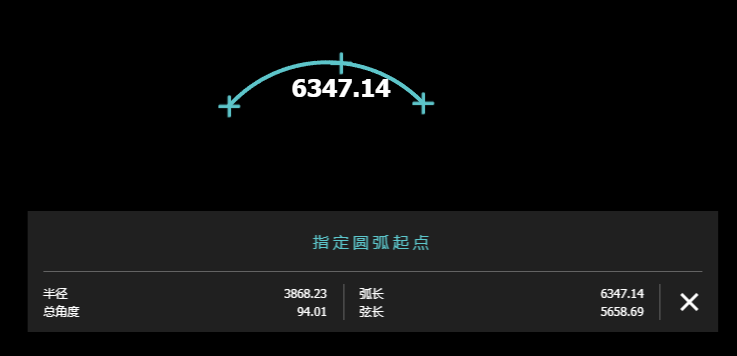 6347.14
指定圆弧起点
半径 3868.23 弧长 6347.14
总角度 94.01 弦长 5658.69